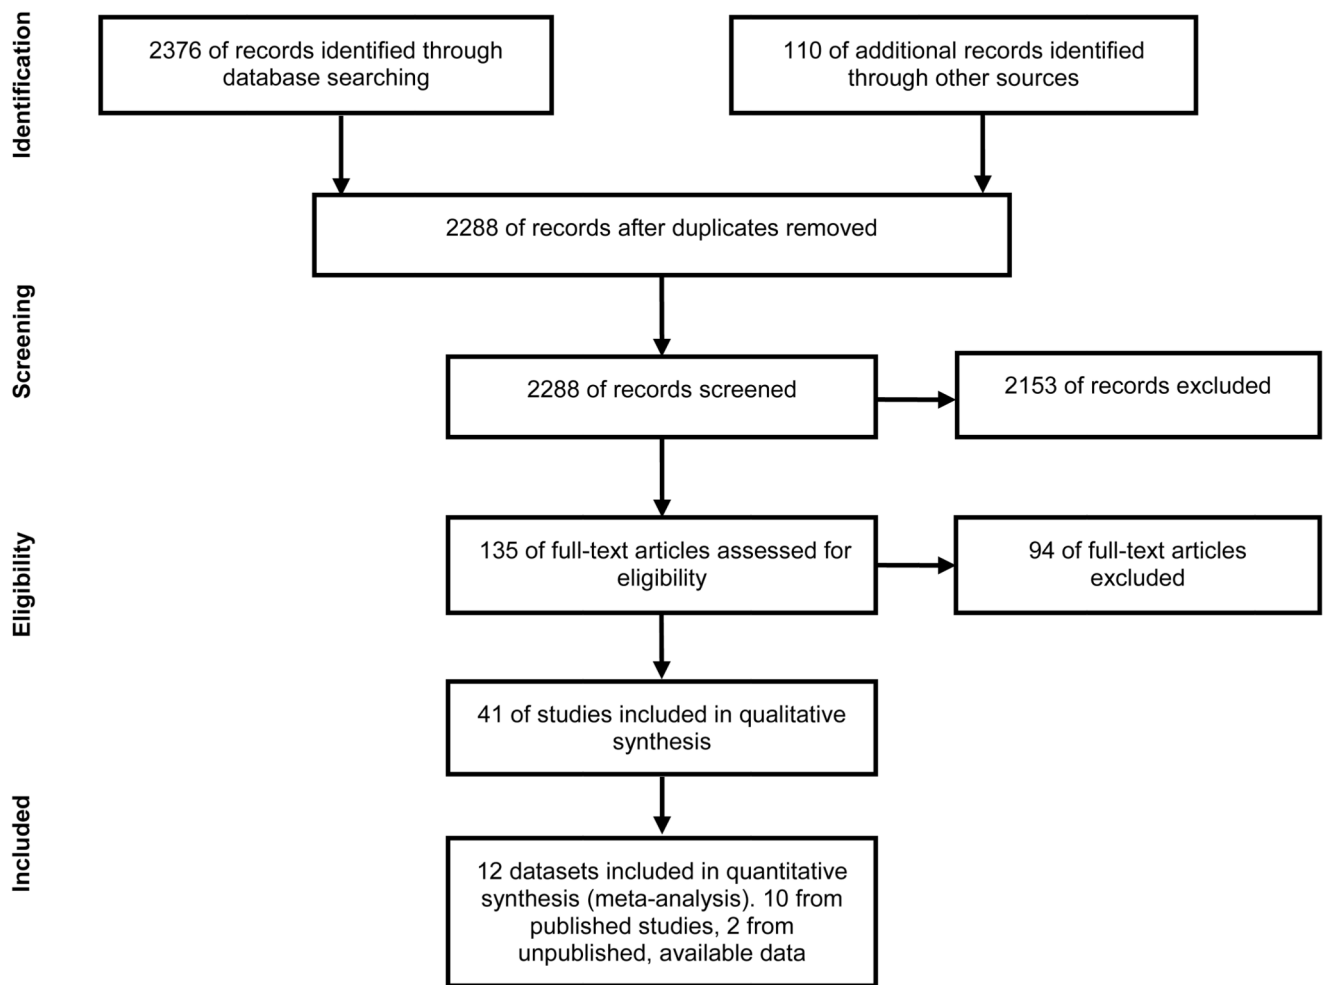 Identification
2376 of records identified through
database searching
110 of additional records identified
through other sources
2288 of records after duplicates removed
Screening
2288 of records screened
2153 of records excluded
Eligibility
135 of full-text articles assessed for
eligibility
94 of full-text articles
excluded
41 of studies included in qualitative
synthesis
Included
12 datasets included in quantitative
synthesis (meta-analysis). 10 from
published studies, 2 from
unpublished, available data